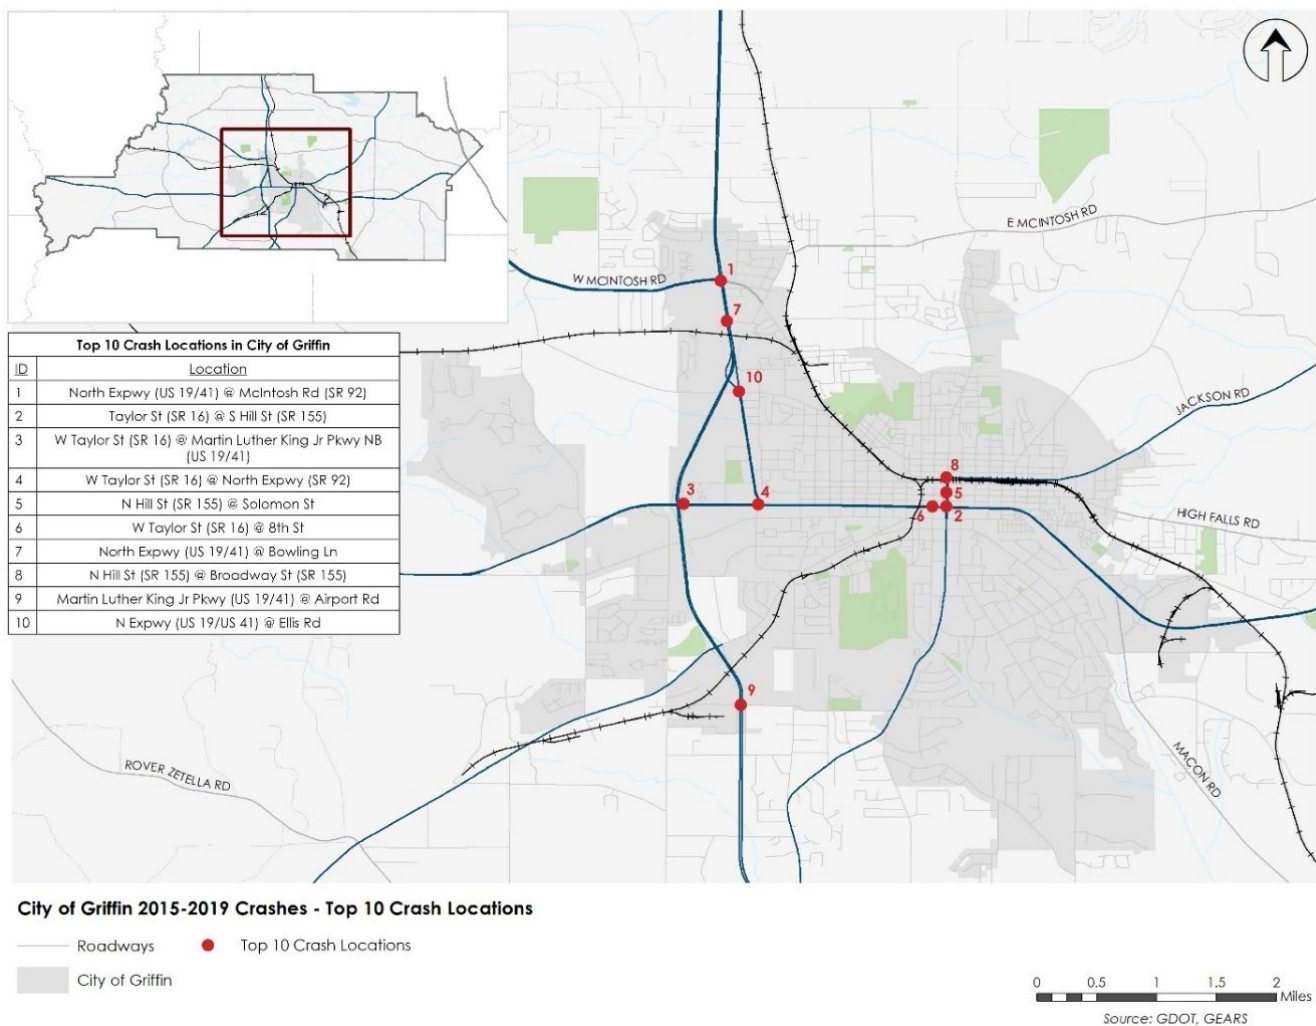 W MCINTOSH RD
E MCINTOSH RD
1
7
10
JACKSON RD
3
4
8
5
6
2
HIGH FALLS RD
9
ROVER ZETELLA RD
MACON RD
Top 10 Crash Locations in City of Griffin
ID Location
1 North Expwy (US 19/41) @ McIntosh Rd (SR 92)
2 Taylor St (SR 16) @ S Hill St (SR 155)
3 W Taylor St (SR 16) @ Martin Luther King Jr Pkwy NB
(US 19/41)
4 W Taylor St (SR 16) @ North Expwy (SR 92)
5 N Hill St (SR 155) @ Solomon St
6 W Taylor St (SR 16) @ 8th St
7 North Expwy (US 19/41) @ Bowling Ln
8 N Hill St (SR 155) @ Broadway St (SR 155)
9 Martin Luther King Jr Pkwy (US 19/41) @ Airport Rd
10 N Expwy (US 19/US 41) @ Ellis Rd
City of Griffin 2015-2019 Crashes - Top 10 Crash Locations
Roadways
Top 10 Crash Locations
City of Griffin
0 0.5 1 1.5 2
Miles
Source: GDOT, GEARS